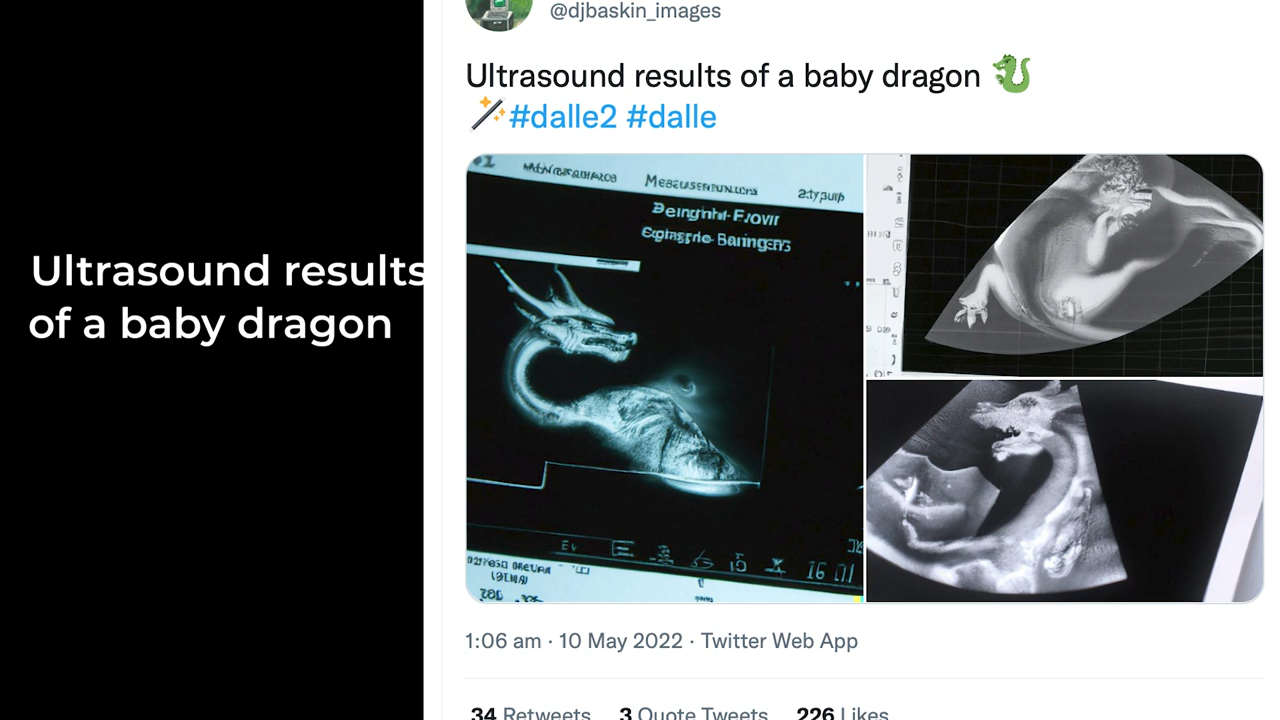 @djbaskin_images
Ultrasound results of a baby dragon
#dalle2 #dalle
Ultrasound results
of a baby dragon
16
1:06 am · 10 May 2022 · Twitter Web App
34 Retweets 3 Quote Tweets 226 Likes